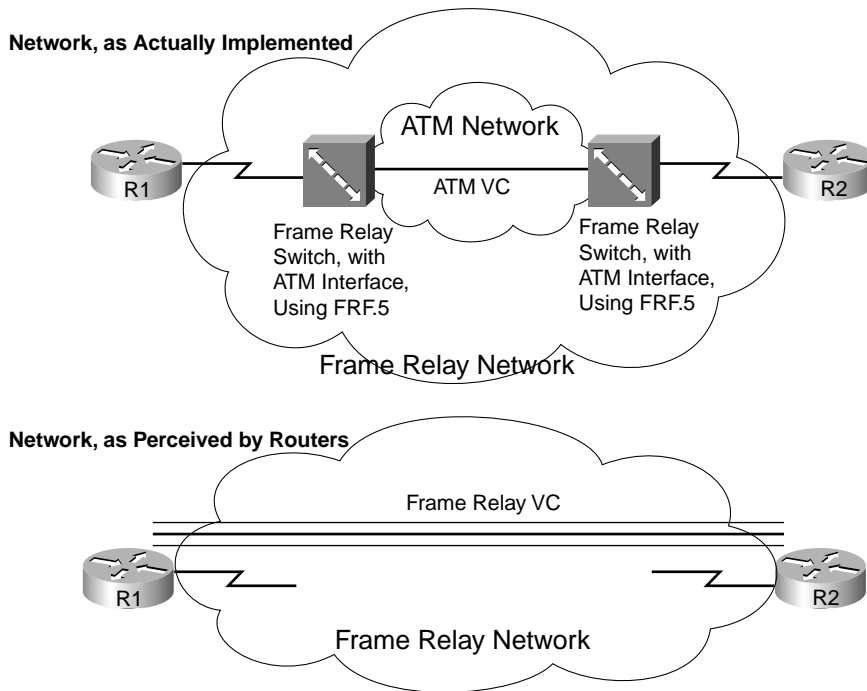 Network, as Actually Implemented
ATM Network
R1
ATM VC
R2
Frame Relay
Switch, with
ATM Interface,
Using FRF.5
Frame Relay
Switch, with
ATM Interface,
Using FRF.5
Frame Relay Network
Network, as Perceived by Routers
Frame Relay VC
R1
R2
Frame Relay Network